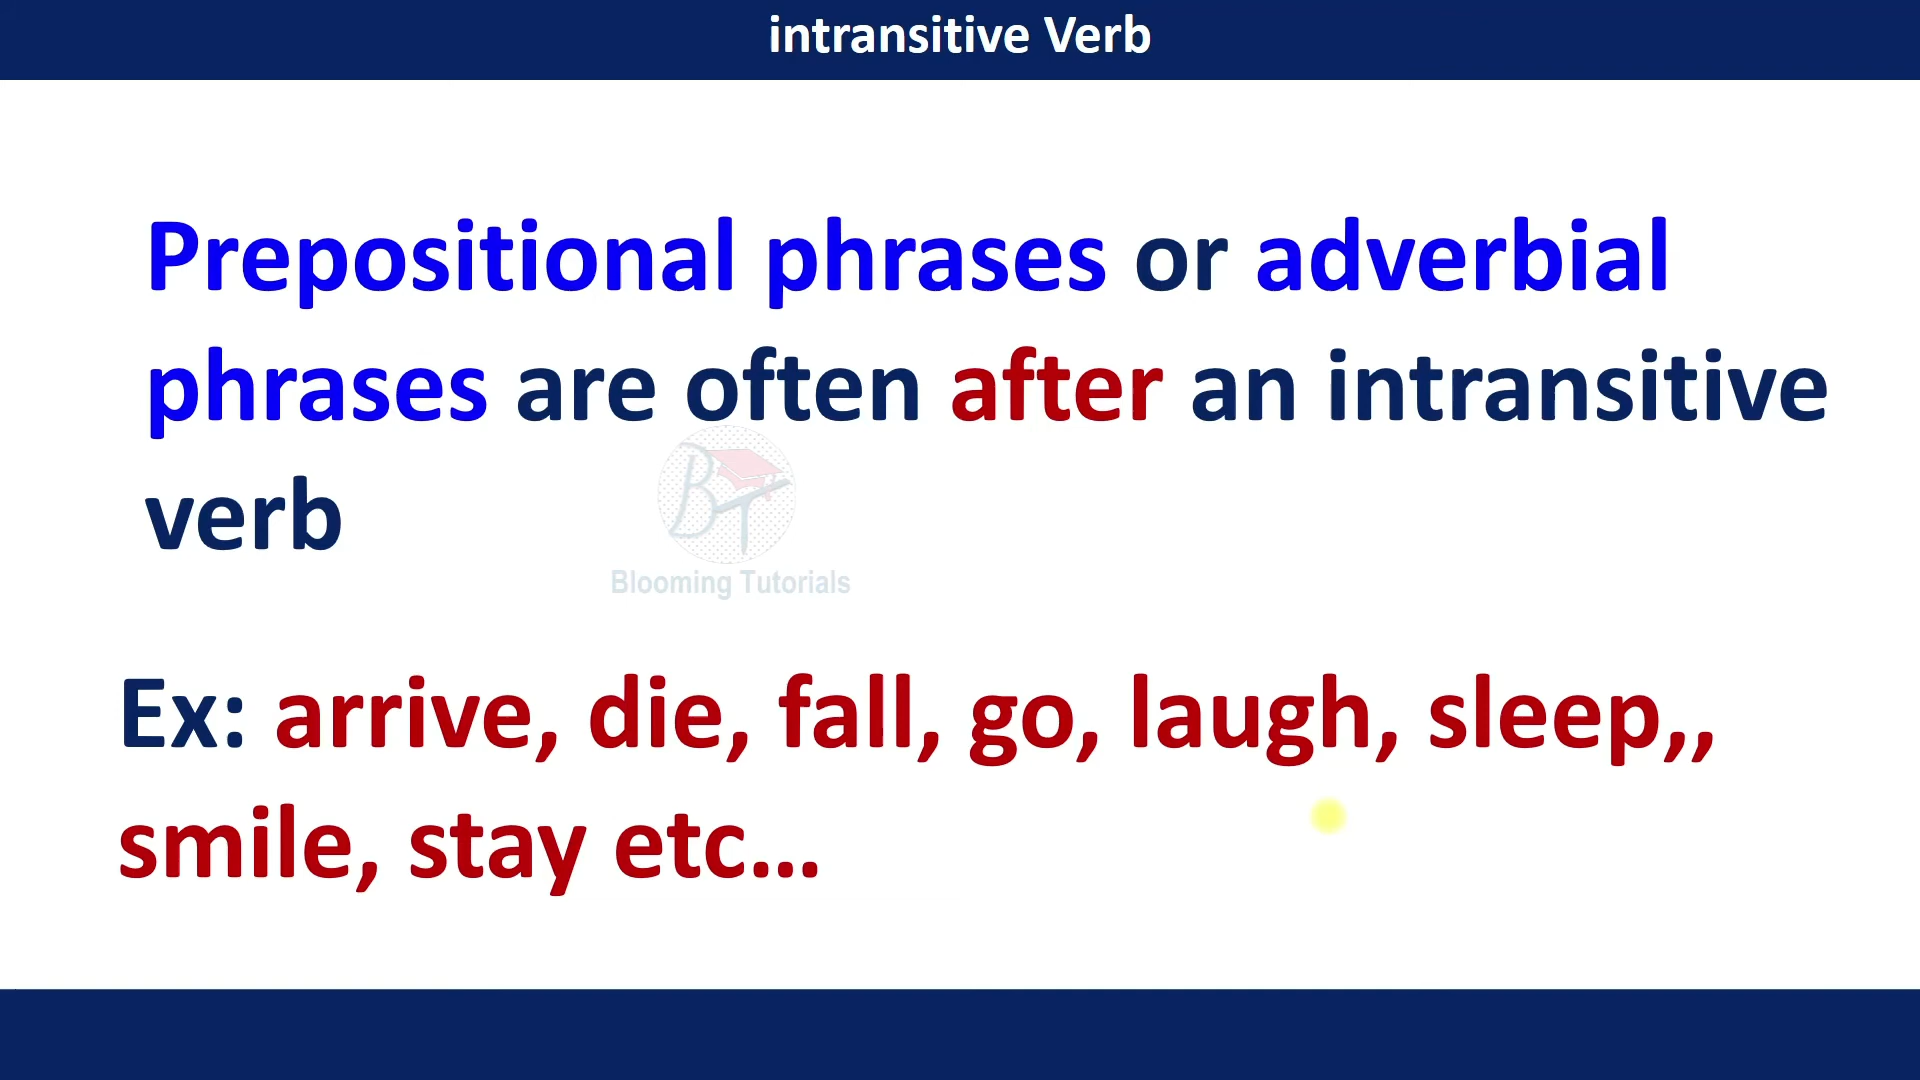 intransitive Verb
Prepositional phrases or adverbial
phrases are often after an intransitive
verb
BT
Blooming Tutorials
Ex: arrive, die, fall, go, laugh, sleep,,
smile, stay etc...